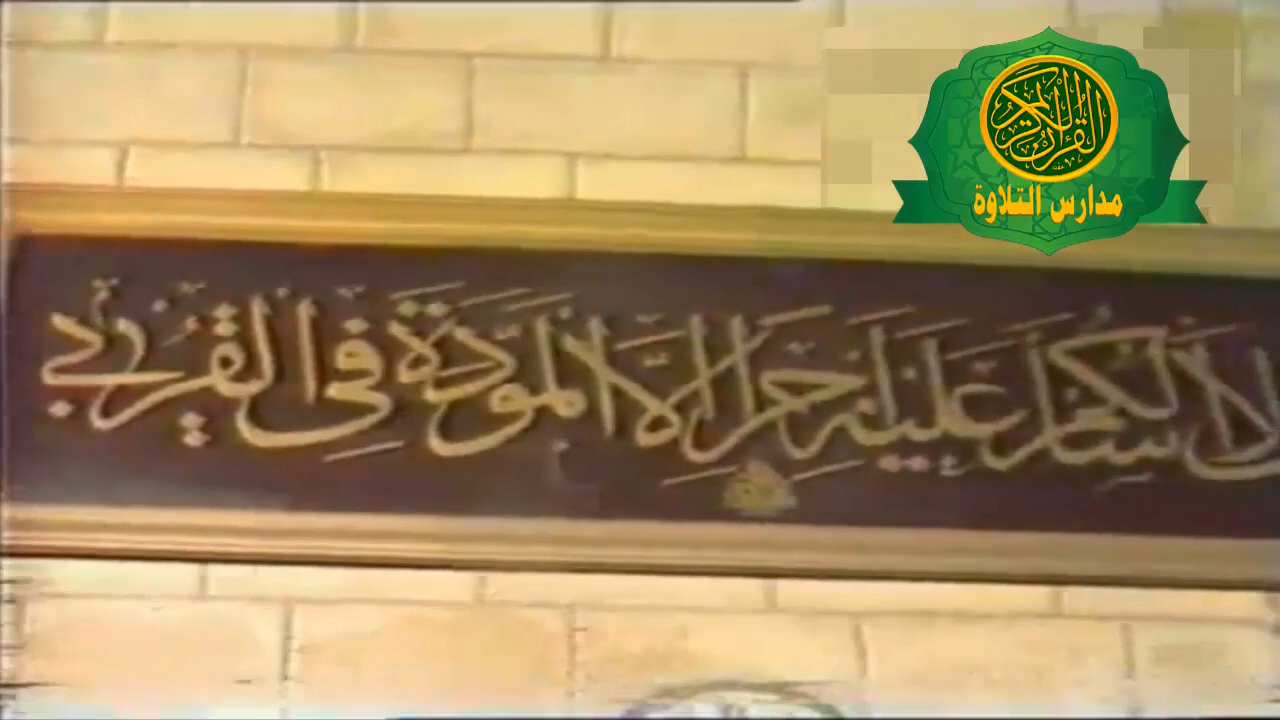 القرآن الكريم
مدارس التلاوة
لا أسألكم عليه أجرا إلا المودة في القربى